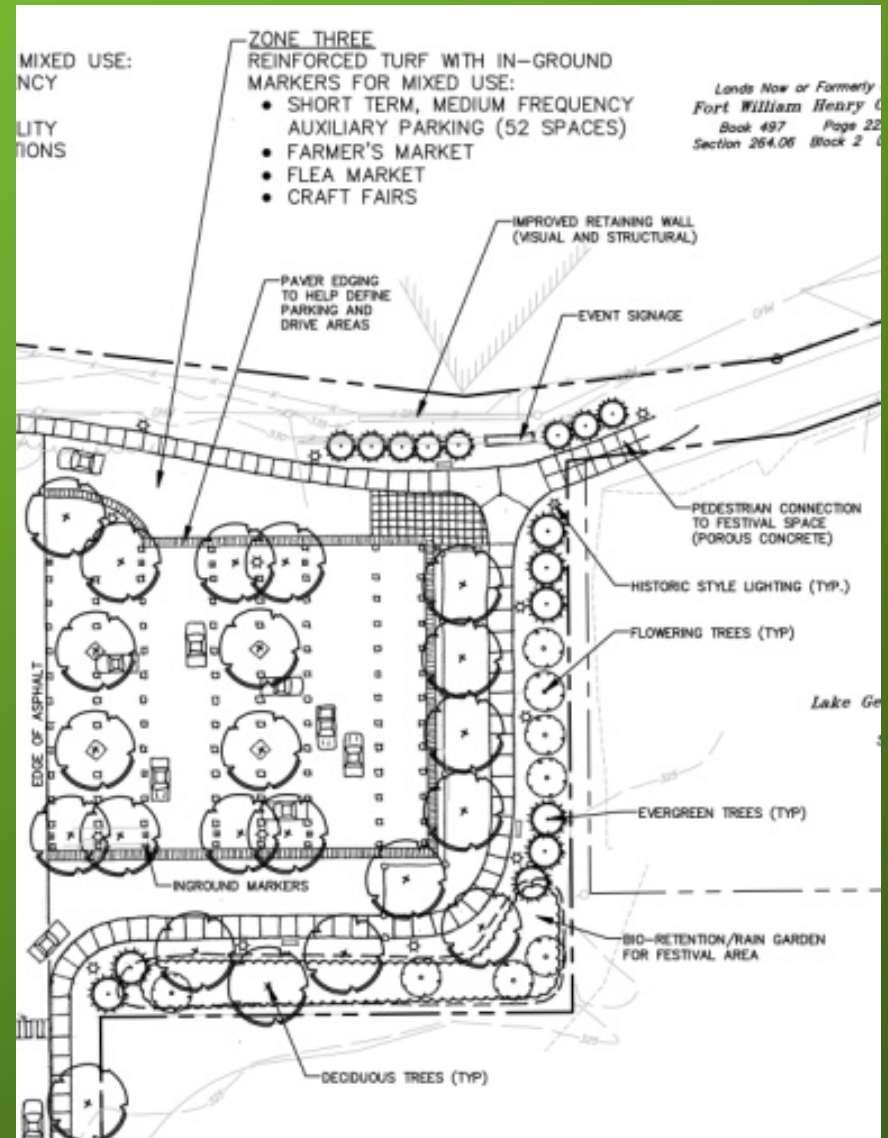 MIXED USE:
NCY
LITY
TIONS
ZONE THREE
REINFORCED TURF WITH IN-GROUND
MARKERS FOR MIXED USE:
• SHORT TERM, MEDIUM FREQUENCY
AUXILIARY PARKING (52 SPACES)
• FARMER'S MARKET
• FLEA MARKET
• CRAFT FAIRS
Lands Now or Formerly
Fort William Henry
Book 497 Page 22
Section 264.06 Block 2
IMPROVED RETAINING WALL
(VISUAL AND STRUCTURAL)
PAVER EDGING
TO HELP DEFINE
PARKING AND
DRIVE AREAS
EVENT SIGNAGE
PEDESTRIAN CONNECTION
TO FESTIVAL SPACE
(POROUS CONCRETE)
HISTORIC STYLE LIGHTING (TYP.)
FLOWERING TREES (TYP)
EDGE OF ASPHALT
Lake Ge
EVERGREEN TREES (TYP)
INGROUND MARKERS
BIO-RETENTION/RAIN GARDEN
FOR FESTIVAL AREA
DECIDUOUS TREES (TYP)
325
325
325